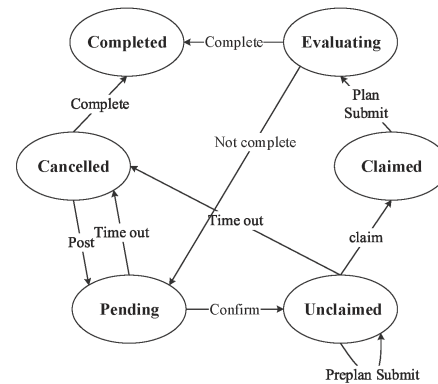 Completed
Complete
Evaluating
Complete
Plan
Submit
Not complete
Cancelled
Claimed
Post
Time out
Time out
claim
Pending
Confirm
Unclaimed
Preplan Submit